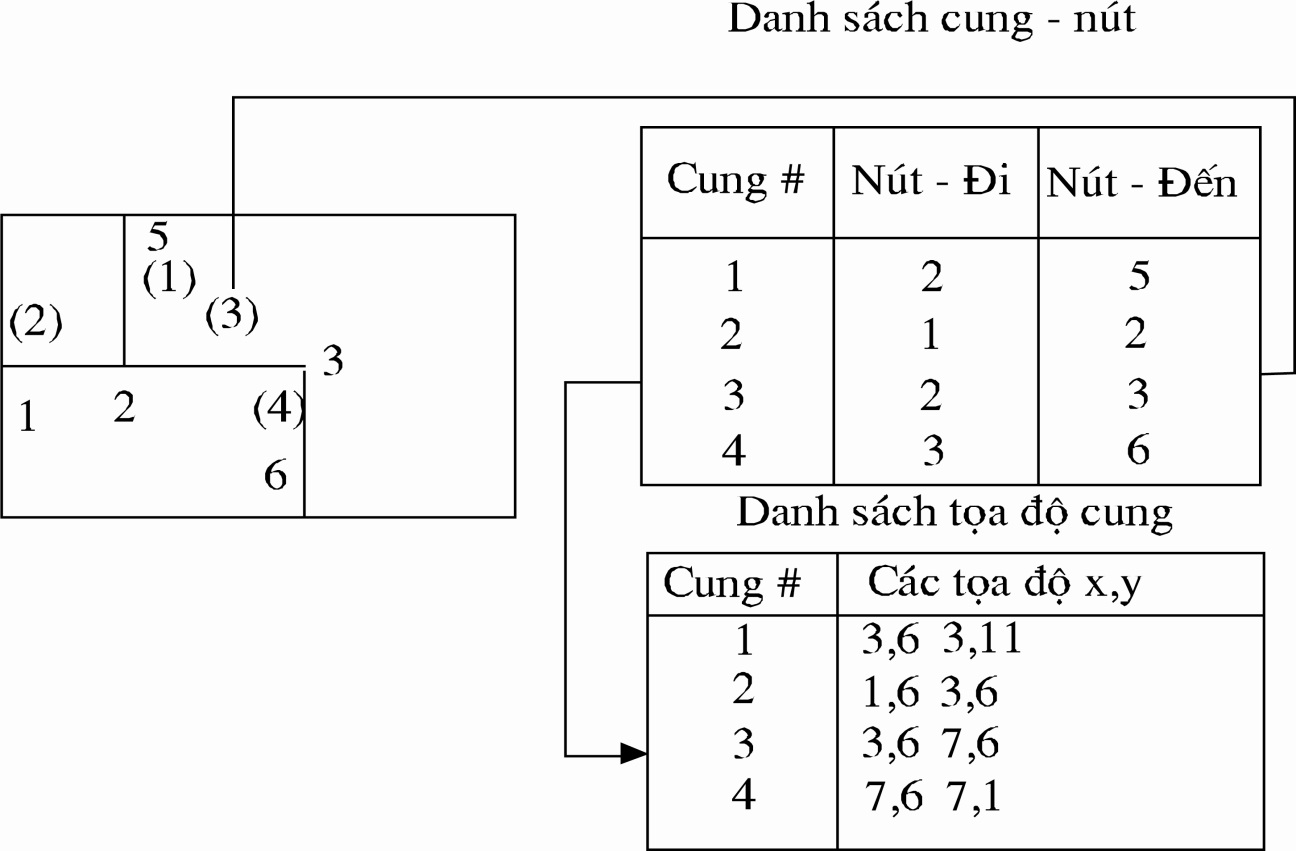 Danh sách cung - nút
5
(1)
(2)
(3)
3
1
2
(4)
6
Cung # Nút - Đi Nút - Đến
1 2 5
2 1 2
3 2 3
4 3 6
Danh sách tọa độ cung
Cung # Các tọa độ x,y
1 3,6 3,11
2 1,6 3,6
3 3,6 7,6
4 7,6 7,1